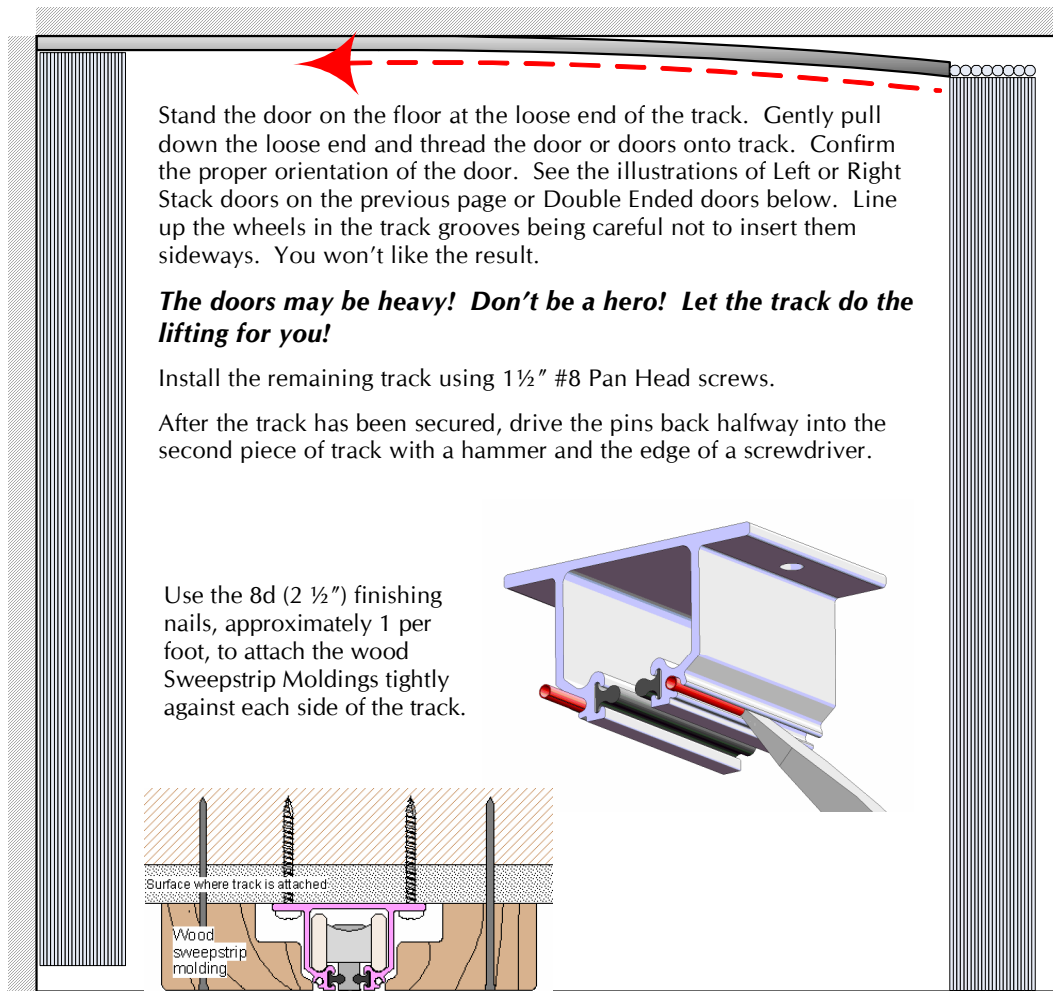 Stand the door on the floor at the loose end of the track.  Gently pull
down the loose end and thread the door or doors onto track.  Confirm
the proper orientation of the door.  See the illustrations of Left or Right
Stack doors on the previous page or Double Ended doors below.  Line
up the wheels in the track grooves being careful not to insert them
sideways.  You won’t like the result.
The doors may be heavy!  Don’t be a hero!  Let the track do the
lifting for you!
Install the remaining track using 1½” #8 Pan Head screws.
After the track has been secured, drive the pins back halfway into the
second piece of track with a hammer and the edge of a screwdriver.
Use the 8d (2 ½”) finishing
nails, approximately 1 per
foot, to attach the wood
Sweepstrip Moldings tightly
against each side of the track.
Surface where track is attached
Wood
sweepstrip
molding